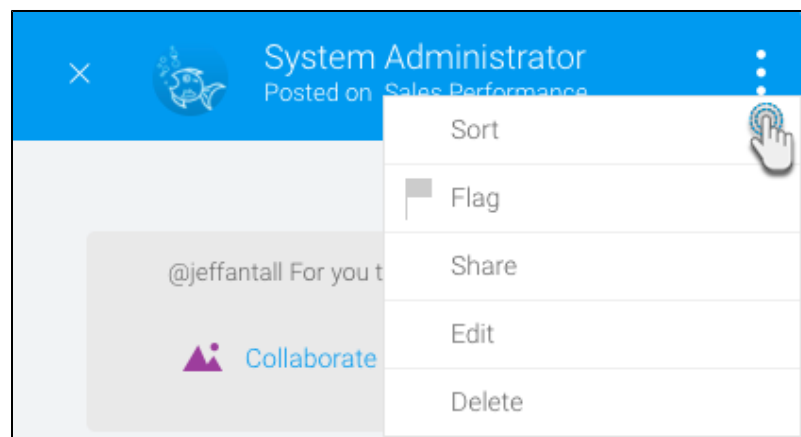 System Administrator
Posted on Sales Performance
Sort
Flag
Share
@jeffantall For you t
Edit
Collaborate
Delete